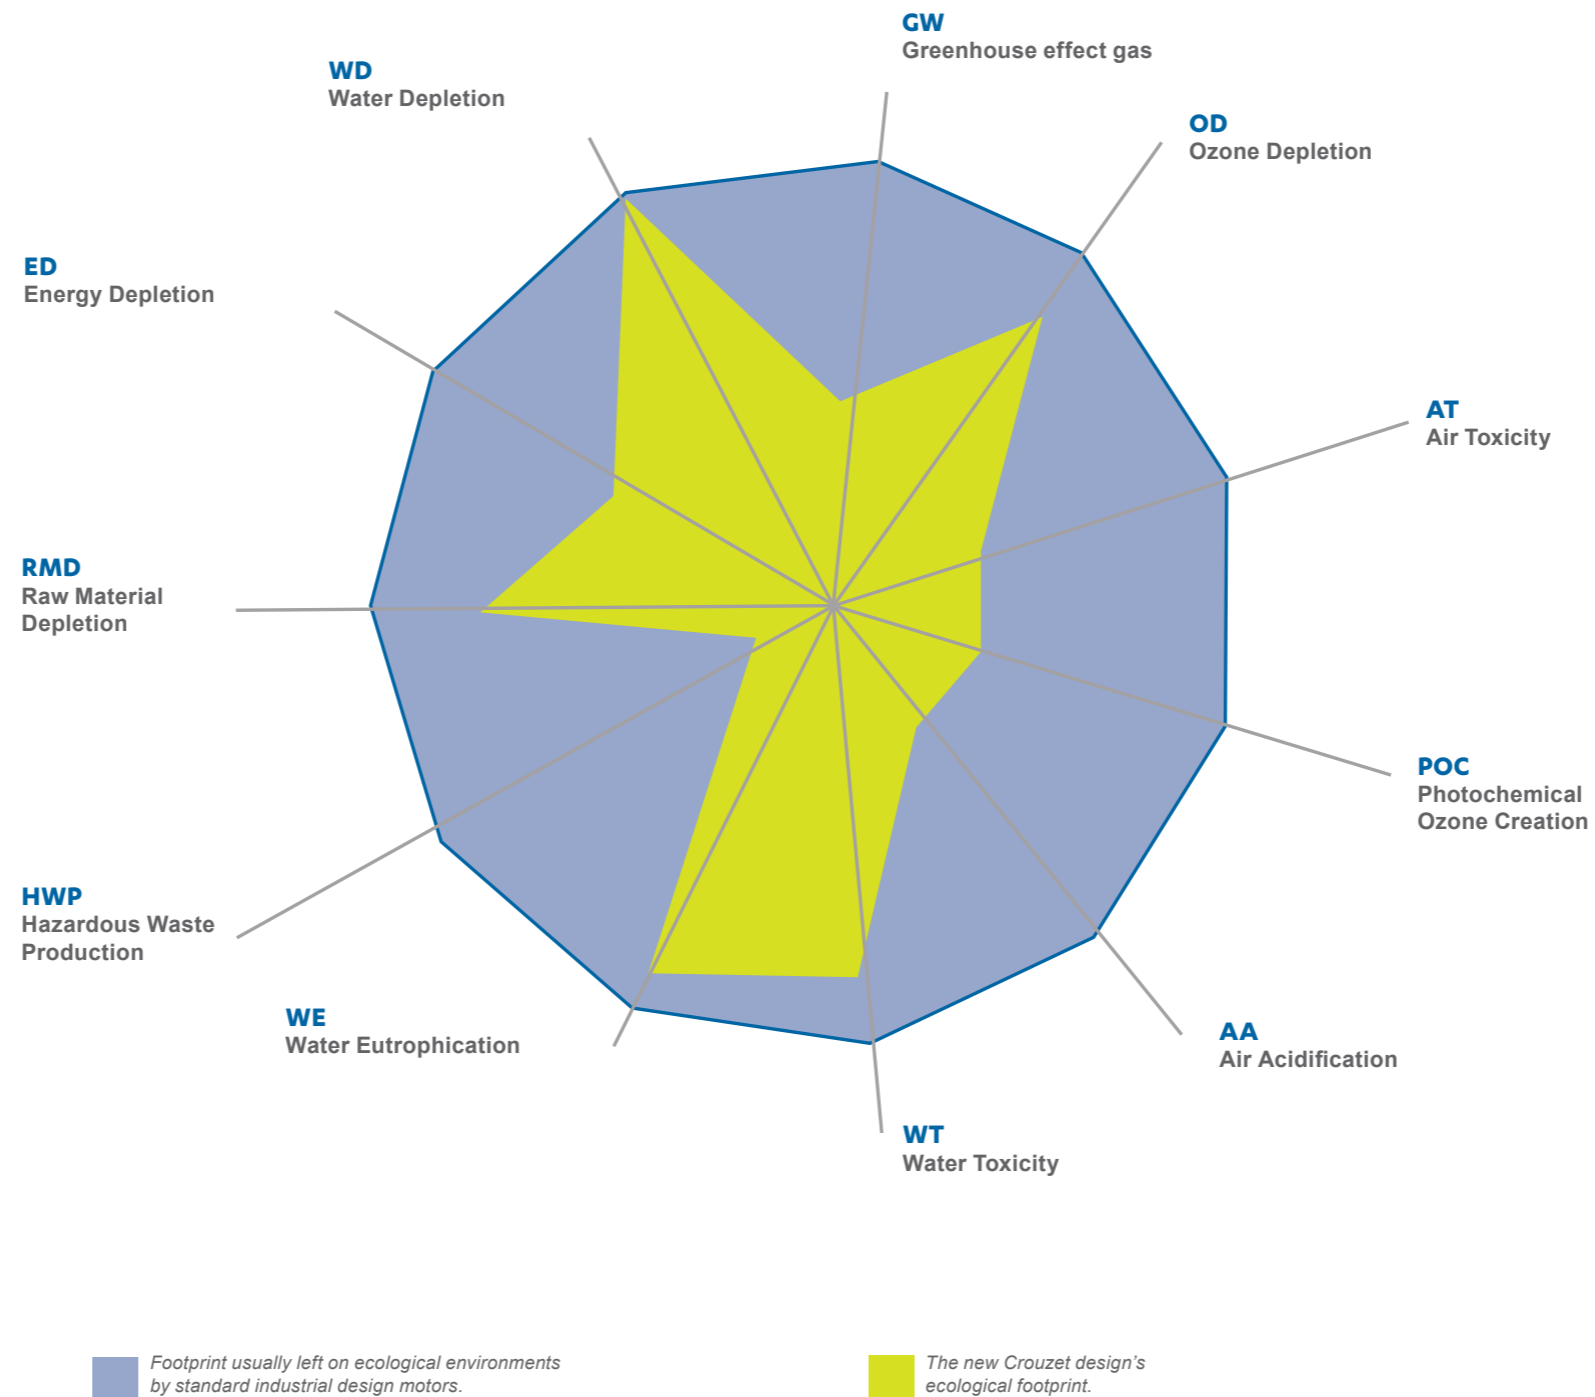 GW
Greenhouse effect gas
WD
Water Depletion
OD
Ozone Depletion
ED
Energy Depletion
AT
Air Toxicity
RMD
Raw Material
Depletion
POC
Photochemical
Ozone Creation
HWP
Hazardous Waste
Production
WE
Water Eutrophication
AA
Air Acidification
WT
Water Toxicity
Footprint usually left on ecological environments
by standard industrial design motors.
The new Crouzet design's
ecological footprint.